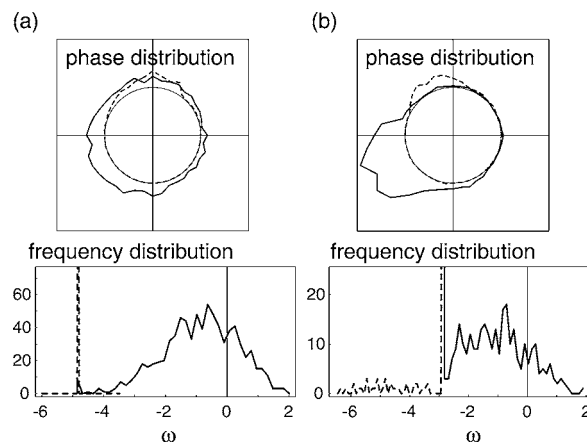 (a) (b)
phase distribution phase distribution
frequency distribution frequency distribution
60
40
20
0
-6 -4 -2 0 2
ω
20
10
0
-6 -4 -2 0 2
ω